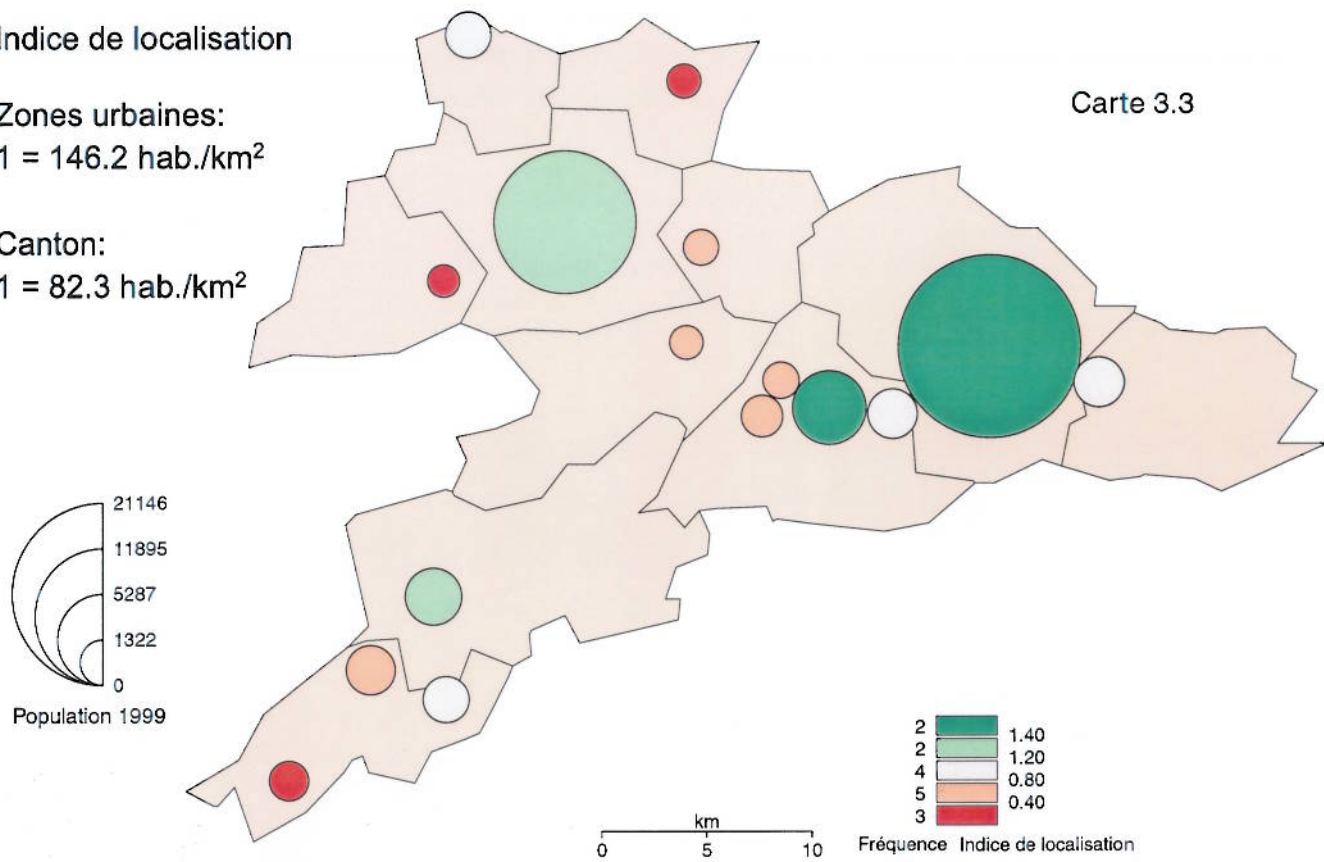 Indice de localisation
Zones urbaines:
1 = 146.2 hab./km²
Canton:
1 = 82.3 hab./km²
Carte 3.3
21146
11895
5287
1322
0
Population 1999
km
0 5 10
2
1.40
2
1.20
4
0.80
5
0.40
3
Fréquence Indice de localisation